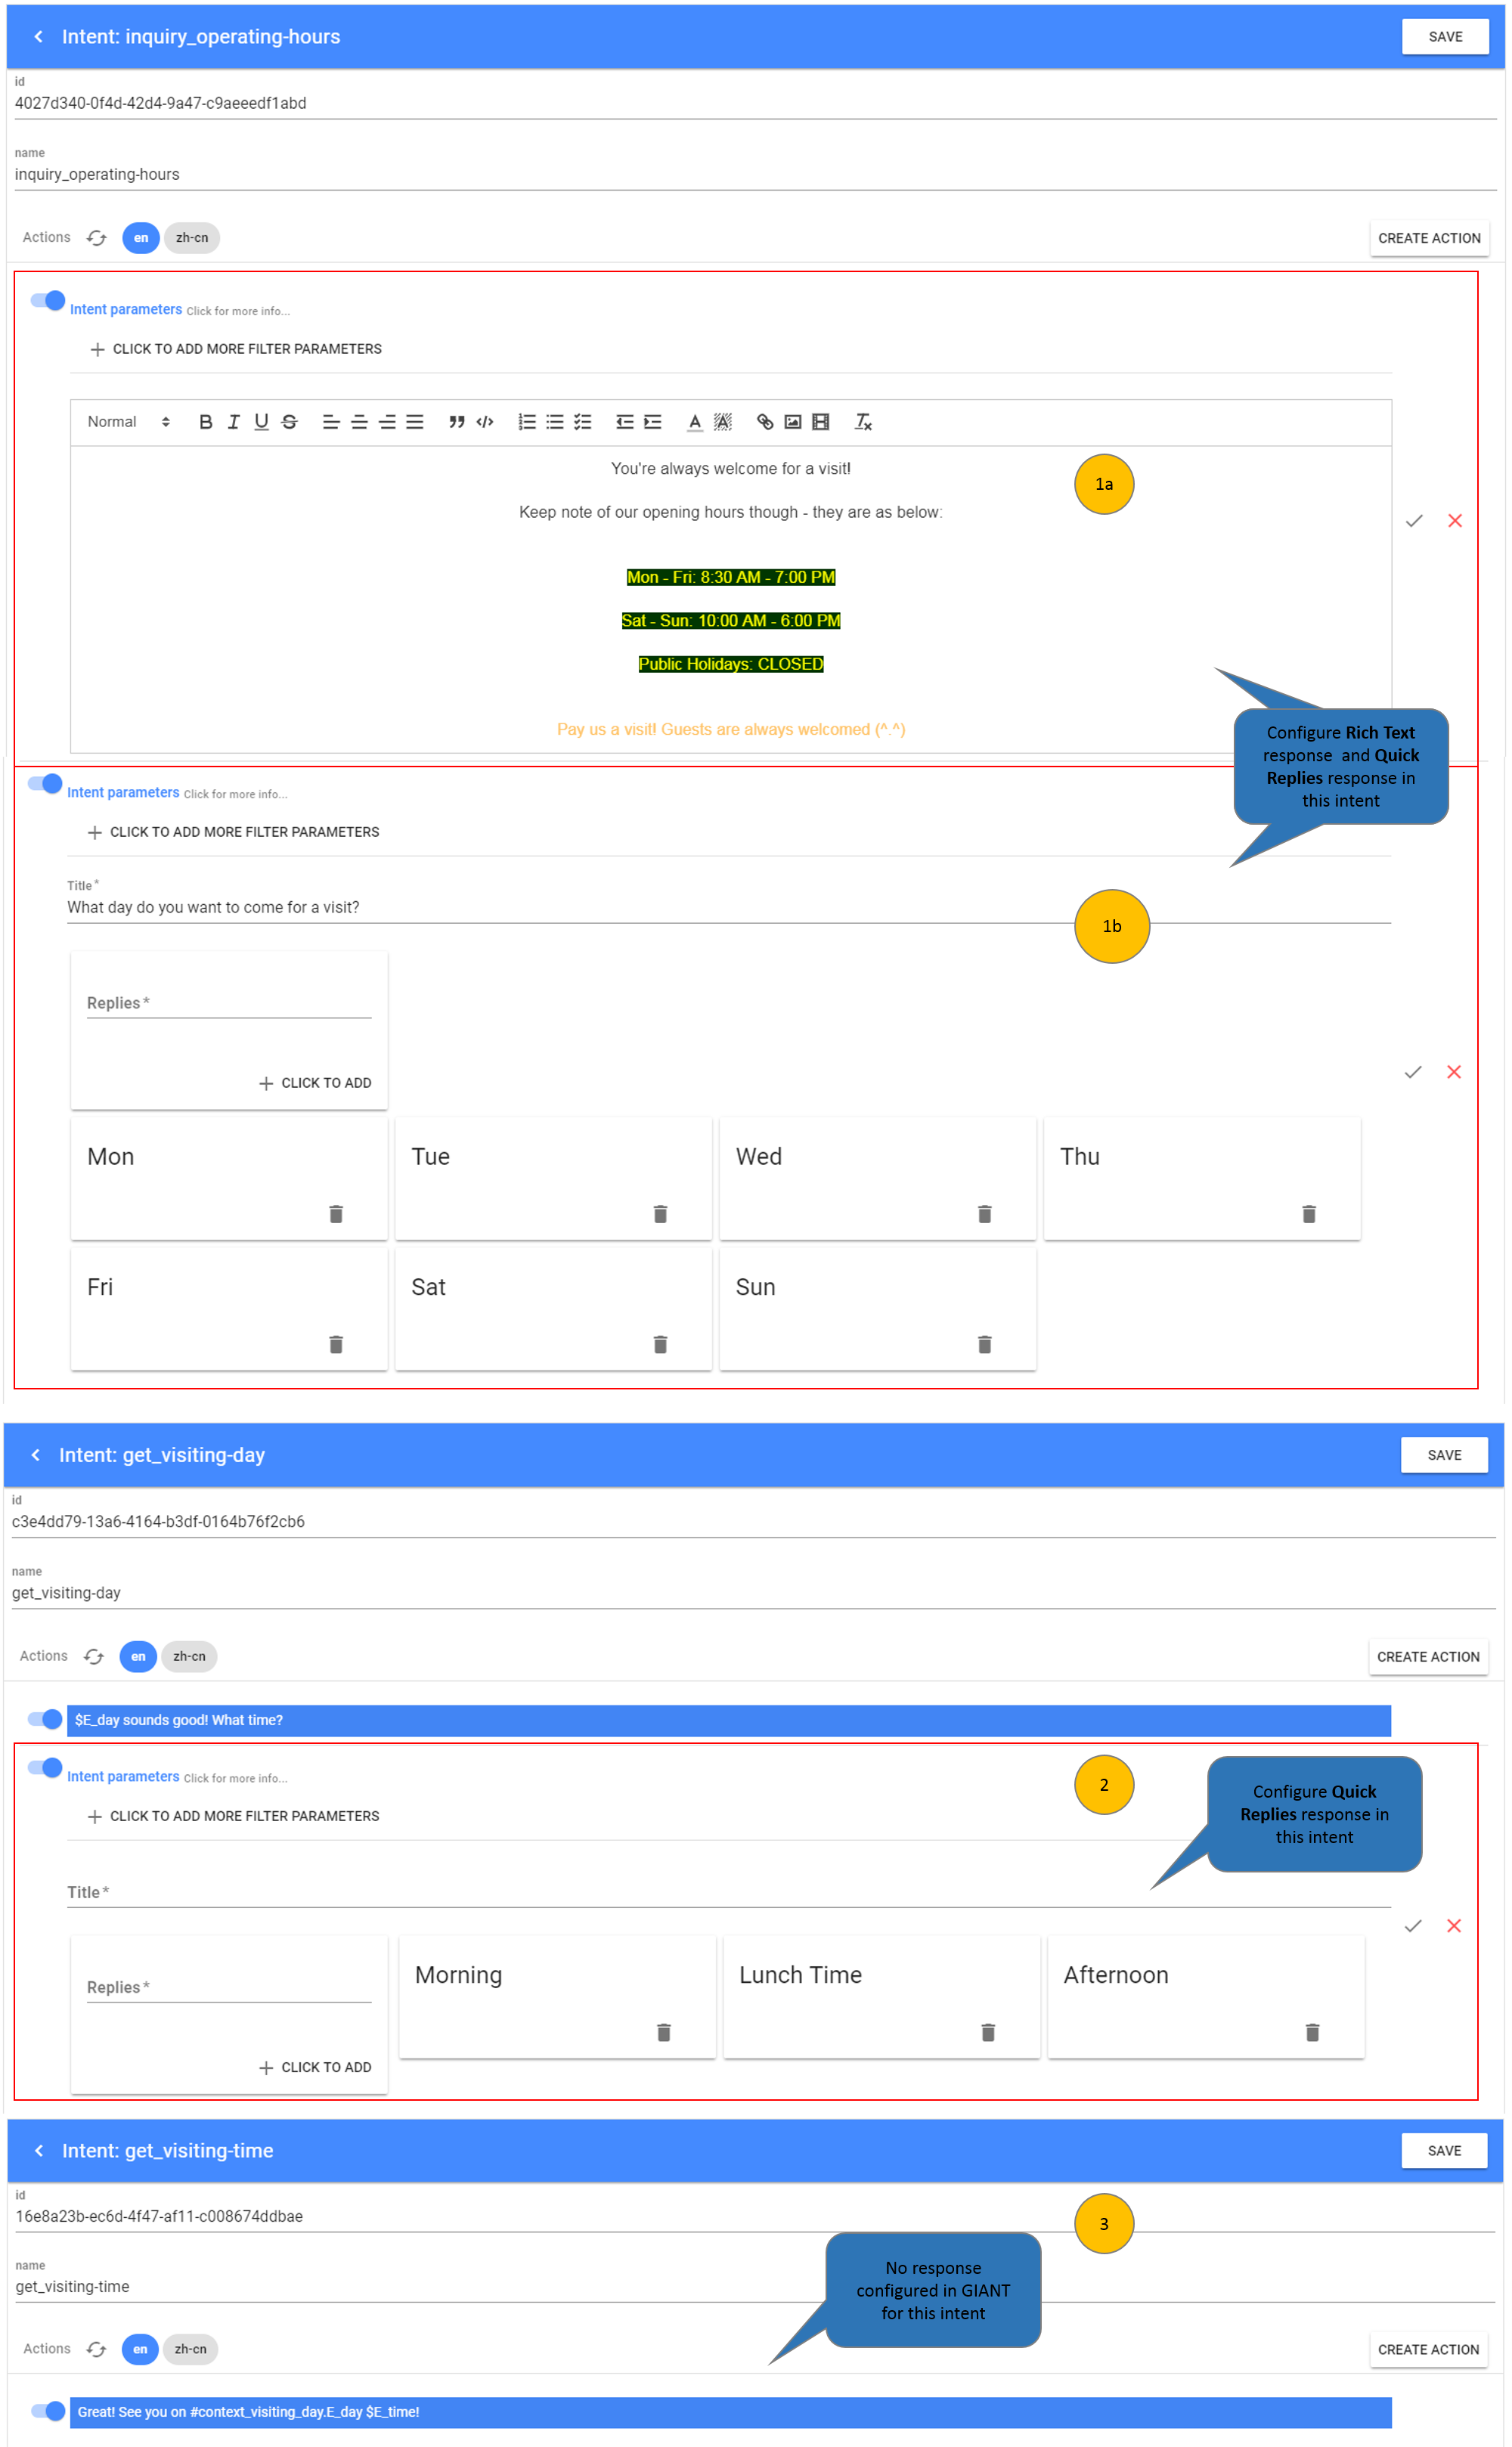 Intent: inquiry_operating-hours
SAVE
id
4027d340-0f4d-42d4-9a47-c9aeeedf1abd
name
inquiry_operating-hours
Actions
en
zh-cn
CREATE ACTION
Intent parameters Click for more info...
CLICK TO ADD MORE FILTER PARAMETERS
Normal
You're always welcome for a visit!
1a
Keep note of our opening hours though - they are as below:
Mon - Fri: 8:30 AM - 7:00 PM
Sat - Sun: 10:00 AM - 6:00 PM
Public Holidays: CLOSED
Pay us a visit! Guests are always welcomed (^.^)
Configure Rich Text
response and Quick
Replies response in
this intent
Intent parameters Click for more info...
CLICK TO ADD MORE FILTER PARAMETERS
Title *
What day do you want to come for a visit?
1b
Replies *
CLICK TO ADD
Mon
Tue
Wed
Thu
Fri
Sat
Sun
Intent: get_visiting-day
SAVE
id
c3e4dd79-13a6-4164-b3df-0164b76f2cb6
name
get_visiting-day
Actions
en
zh-cn
CREATE ACTION
$E_day sounds good! What time?
Intent parameters Click for more info...
2
Configure Quick
Replies response in
this intent
CLICK TO ADD MORE FILTER PARAMETERS
Title *
Replies *
CLICK TO ADD
Morning
Lunch Time
Afternoon
Intent: get_visiting-time
SAVE
id
16e8a23b-ec6d-4f47-af11-c008674ddbae
3
name
get_visiting-time
No response
configured in GIANT
for this intent
Actions
en
zh-cn
CREATE ACTION
Great! See you on #context_visiting_day.E_day $E_time!